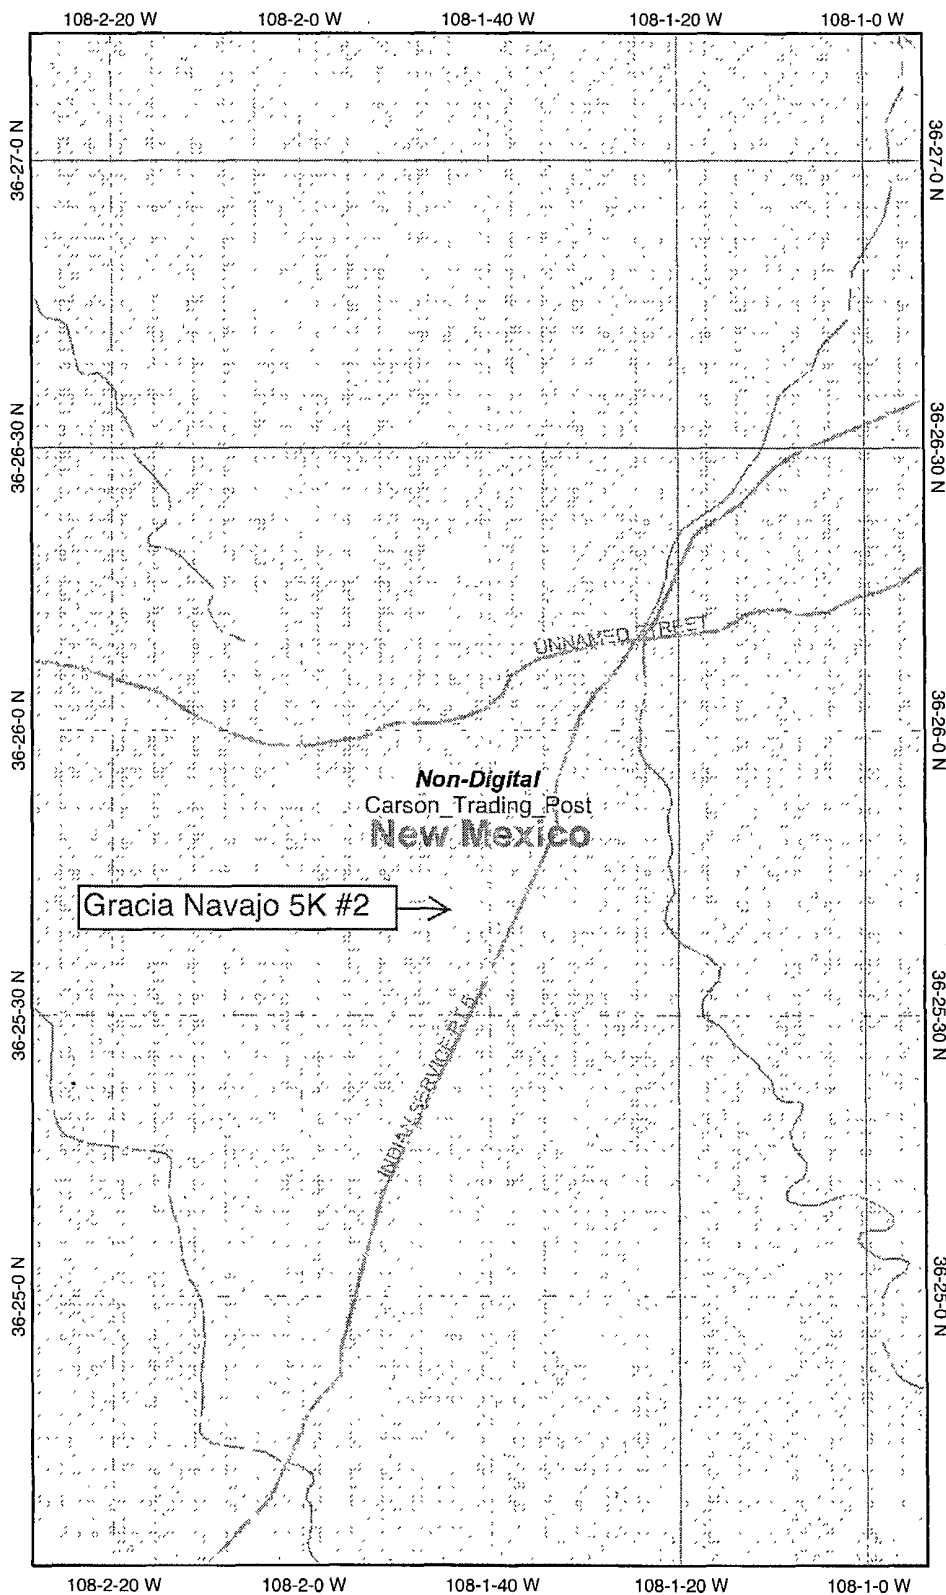 108-2-20 W 108-2-0 W 108-1-40 W 108-1-20 W 108-1-0 W
36-27-0 N
36-27-0 N
36-26-30 N
36-26-30 N
UNNAMED STREET
36-26-0 N
36-26-0 N
Non-Digital
Carson_Trading_Post
New Mexico
Gracia Navajo 5K #2
36-25-30 N
36-25-30 N
INDIAN SERVICE RT 5
36-25-0 N
36-25-0 N
108-2-20 W 108-2-0 W 108-1-40 W 108-1-20 W 108-1-0 W